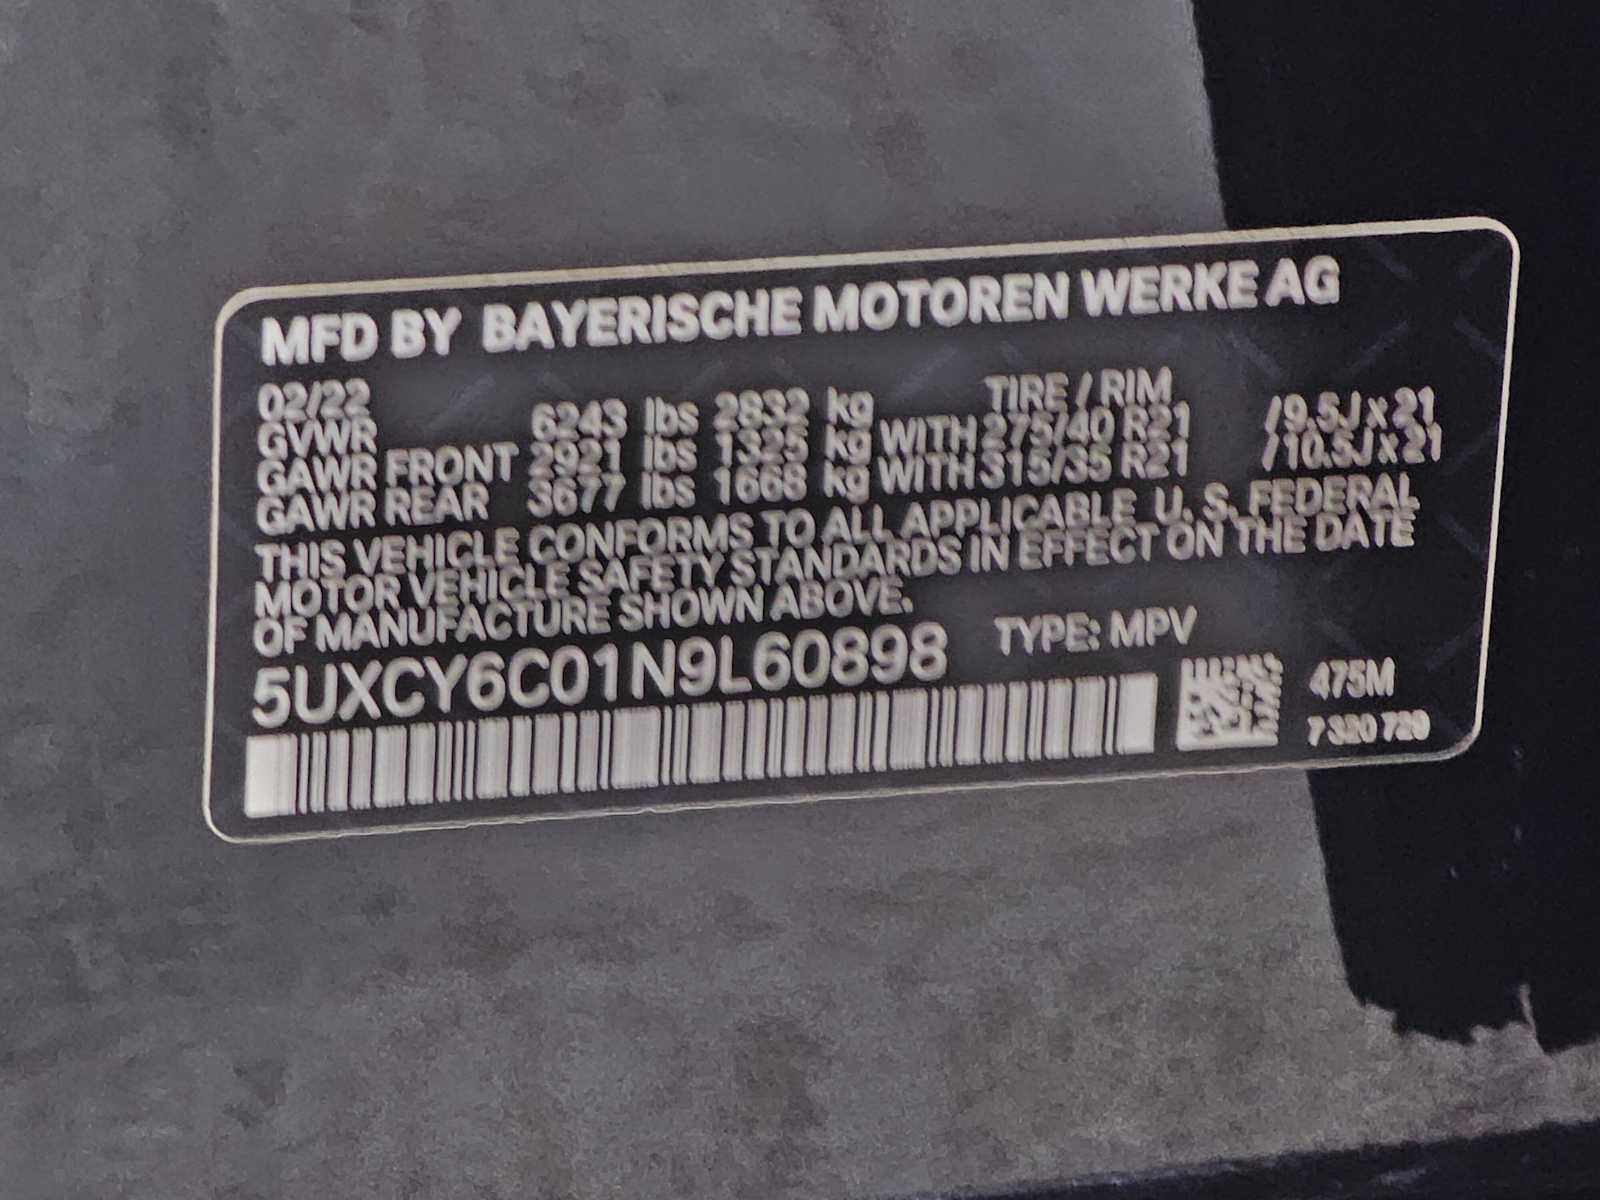 MFD BY BAYERISCHE MOTOREN WERKE AG
02/22 TIRE / RIM
GVWR 6243 lbs 2832 kg
GAWR FRONT 2921 lbs 1325 kg WITH 275/40 R21 /9.5J x 21
GAWR REAR 3677 lbs 1668 kg WITH 315/35 R21 /10.5J x 21
THIS VEHICLE CONFORMS TO ALL APPLICABLE U. S. FEDERAL
MOTOR VEHICLE SAFETY STANDARDS IN EFFECT ON THE DATE
OF MANUFACTURE SHOWN ABOVE.
5UXCY6C01N9L60898 TYPE: MPV
475M
7 320 729